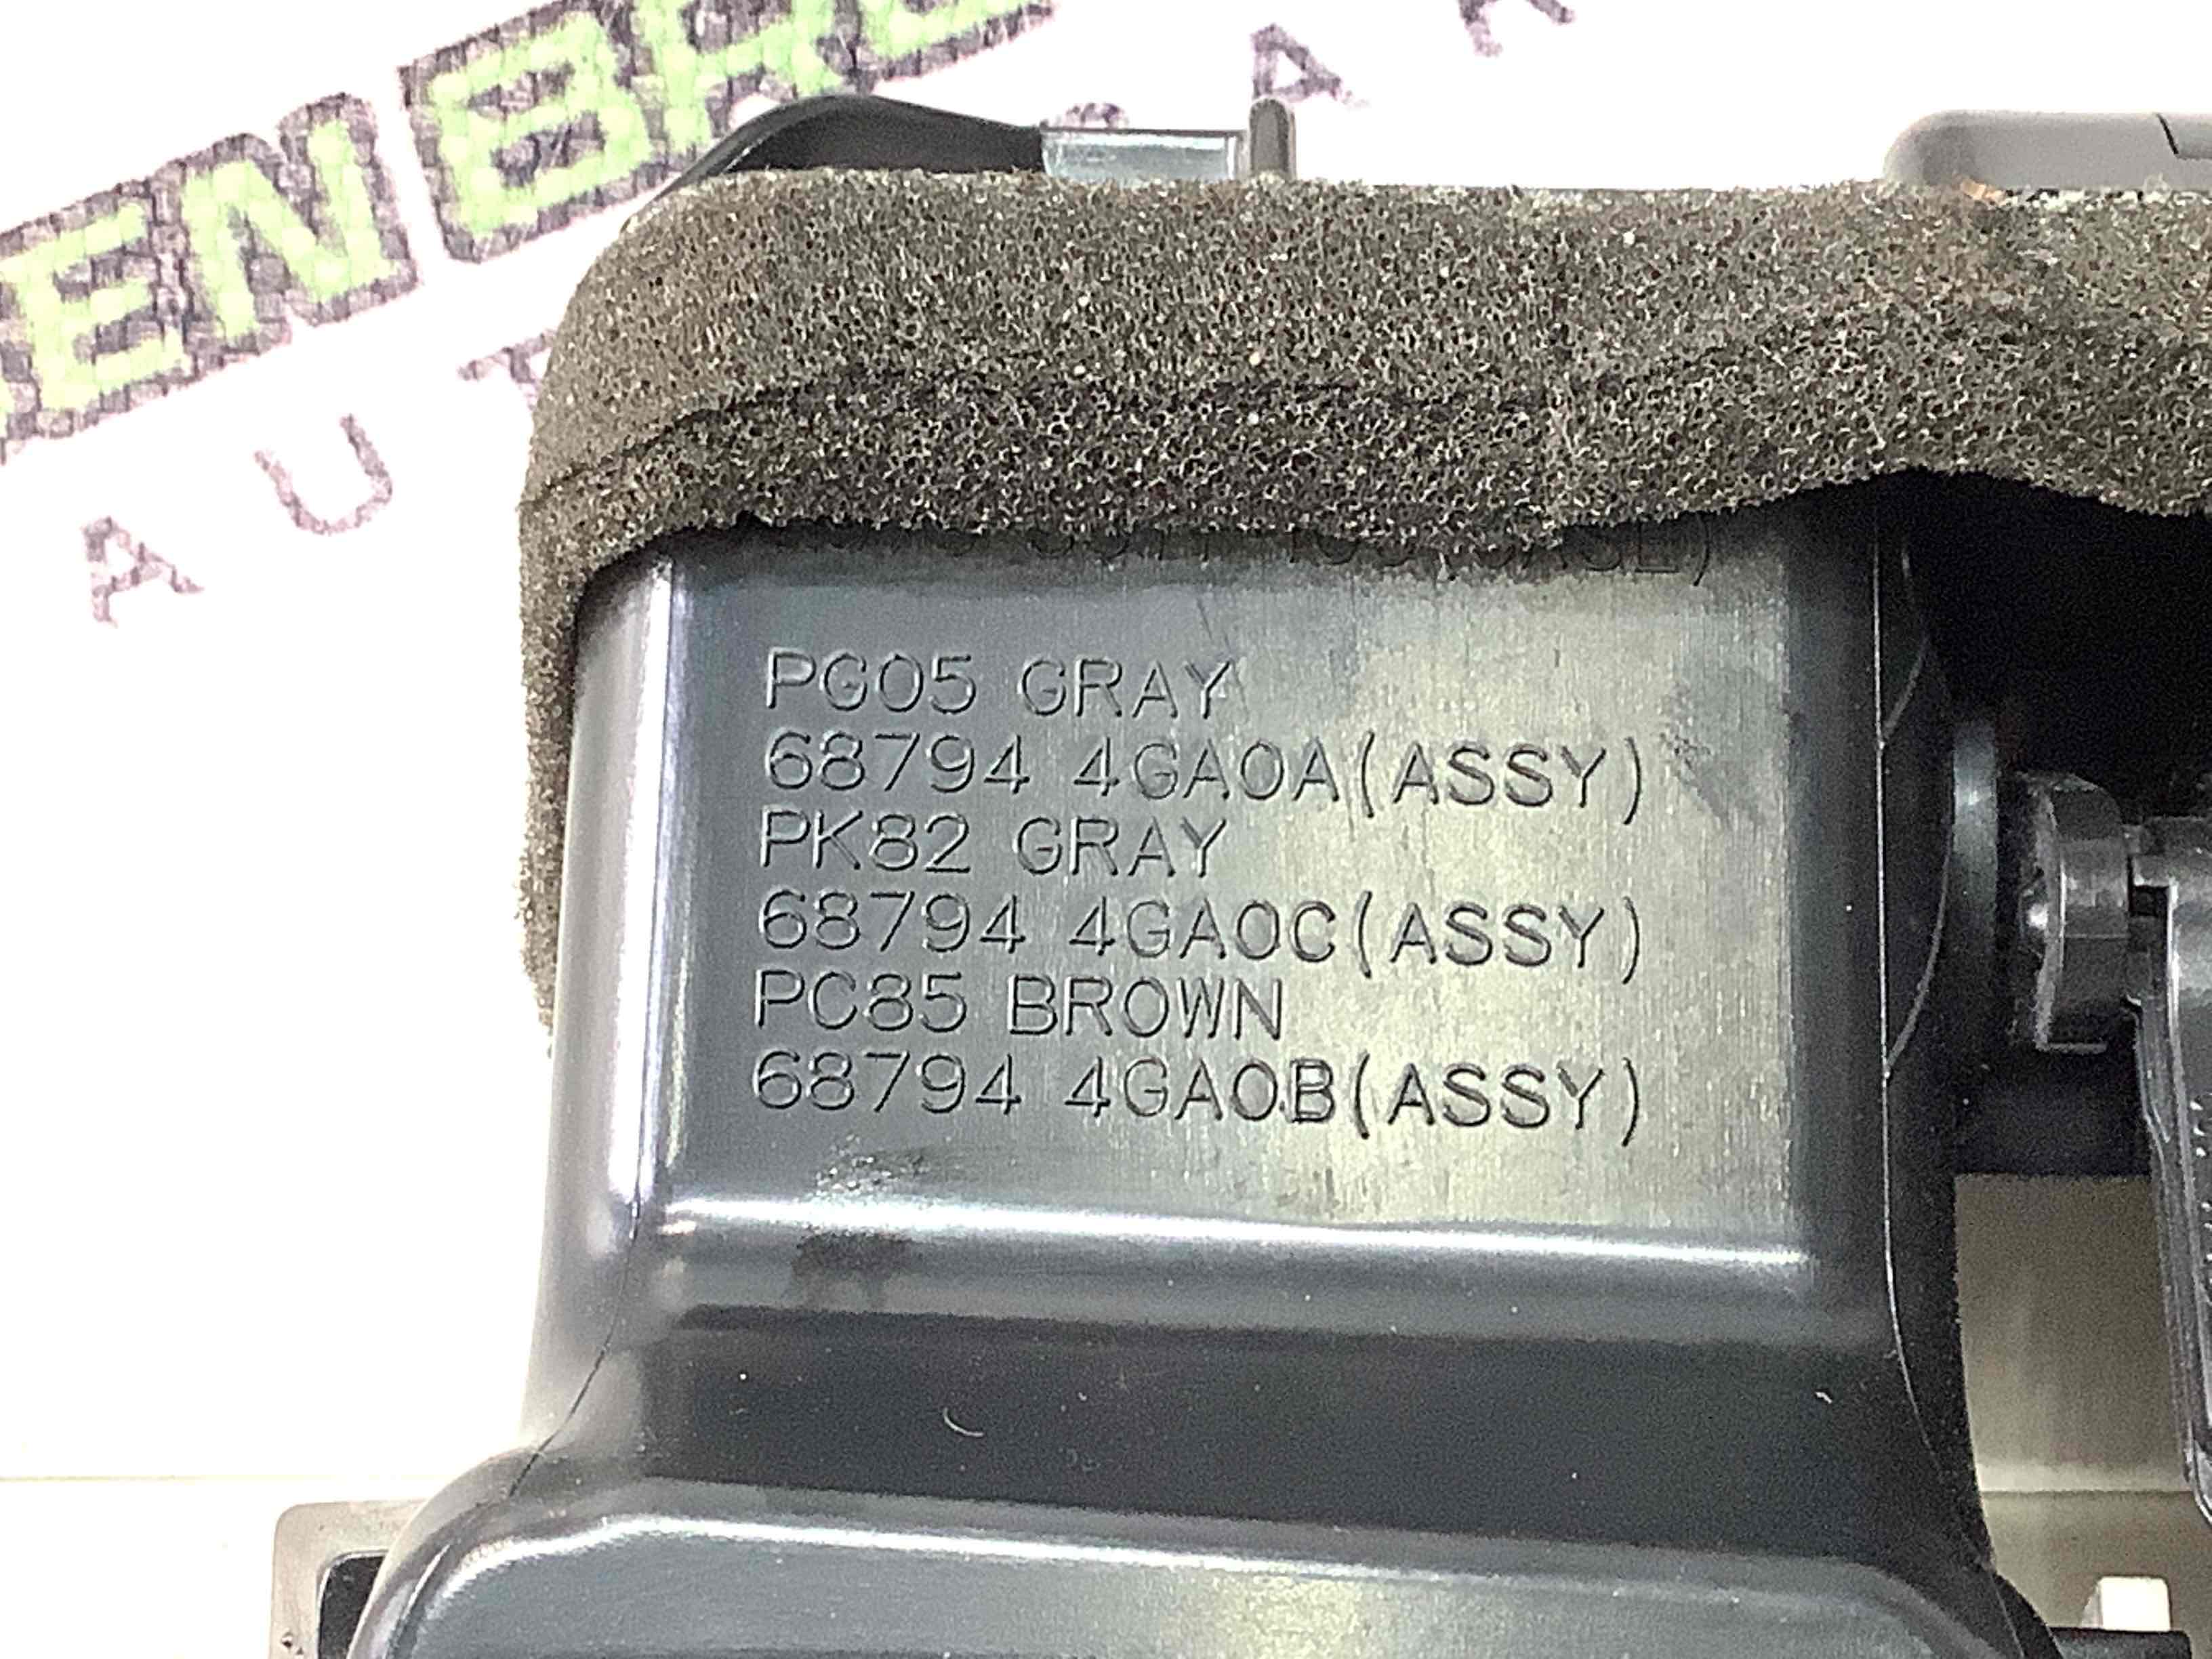 PG05 GRAY
68794 4GA0A(ASSY)
PK82 GRAY
68794 4GA0C(ASSY)
PC85 BROWN
68794 4GA0B(ASSY)